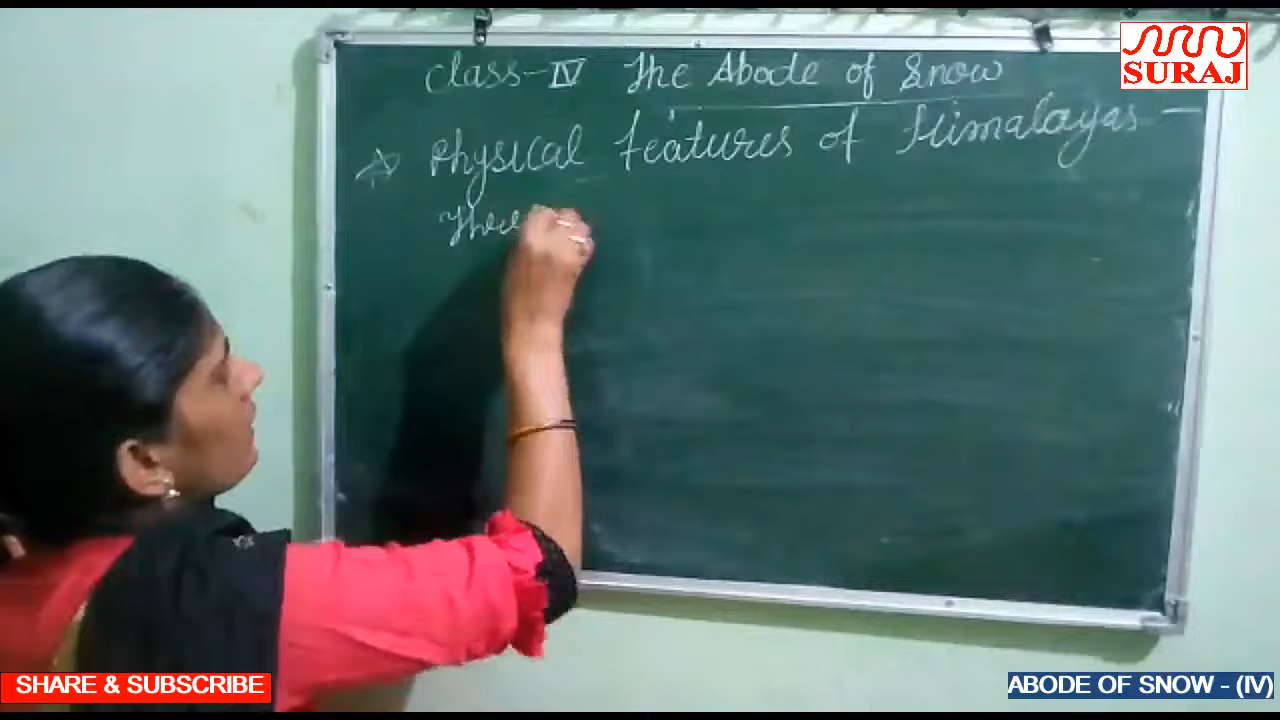 SURAJ
Class-IV The Abode of Snow
Physical features of Himalayas -
SHARE & SUBSCRIBE
ABODE OF SNOW - (IV)